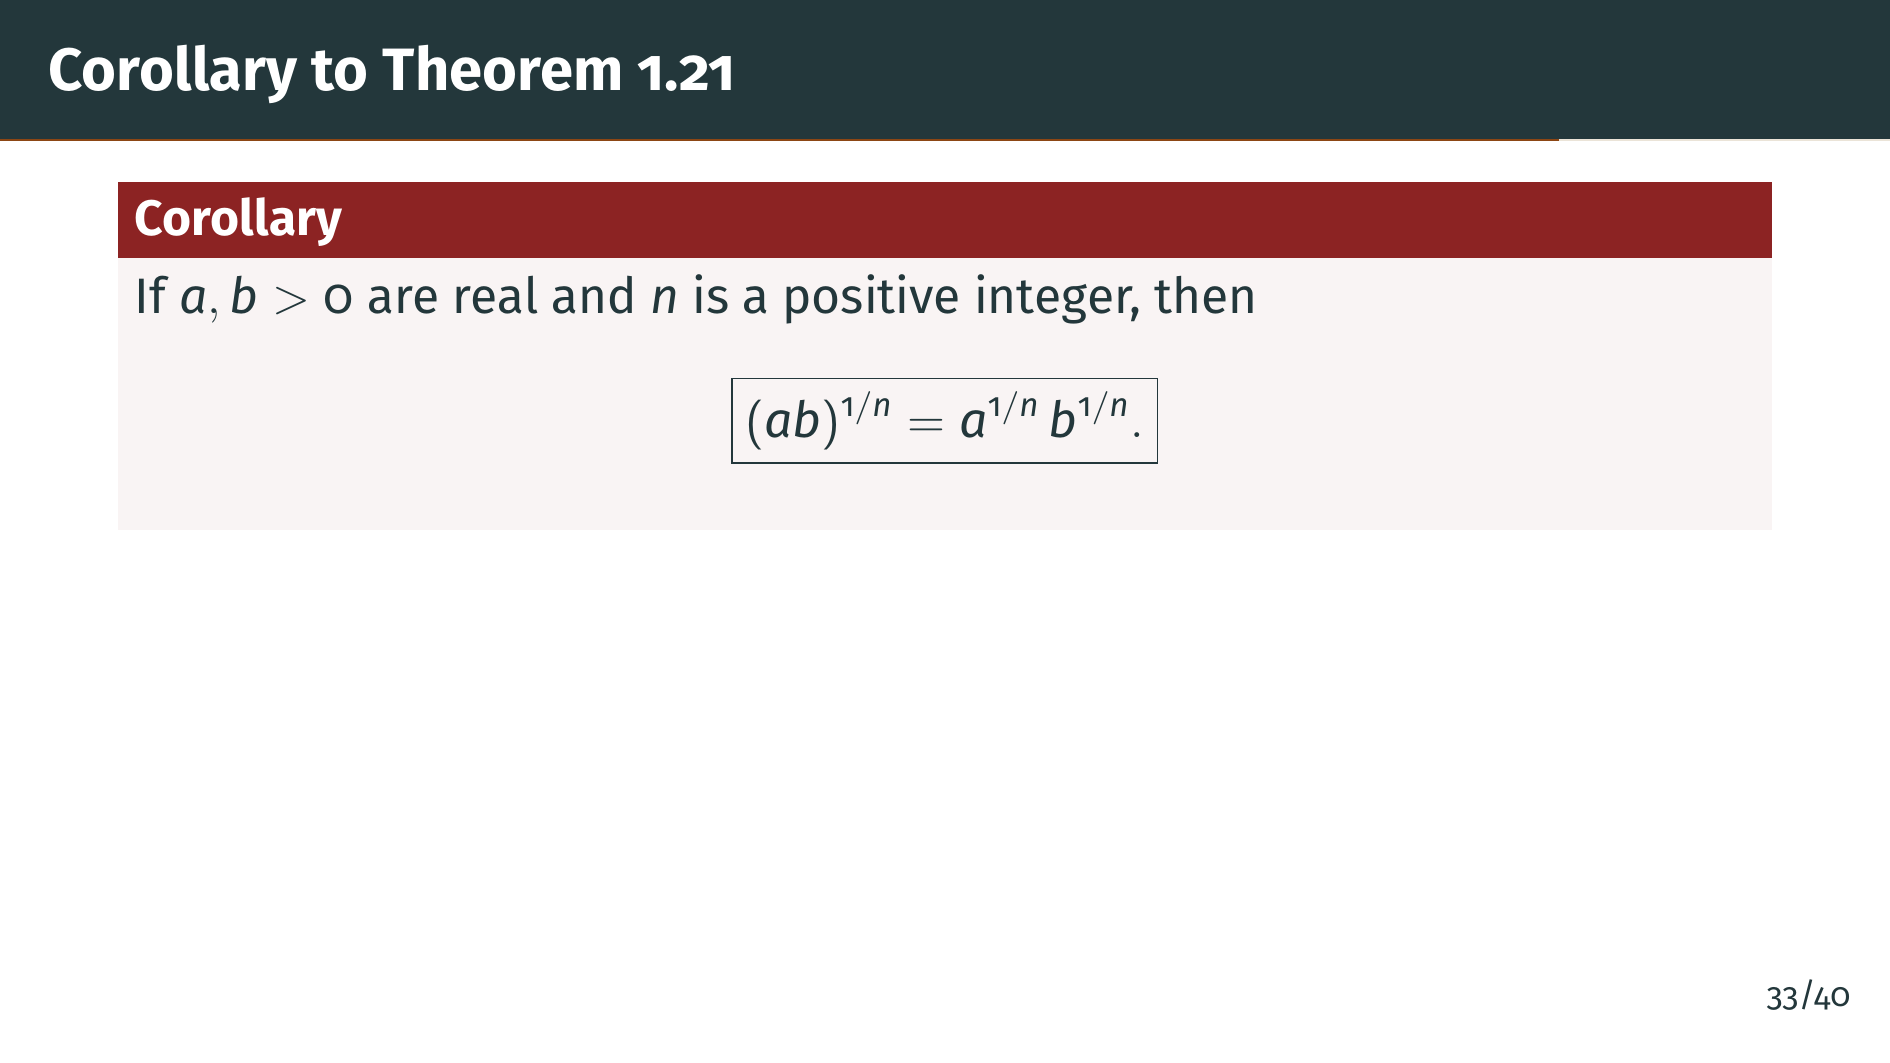 Corollary to Theorem 1.21
Corollary
If a, b > 0 are real and n is a positive integer, then
(ab)^{1/n} = a^{1/n} b^{1/n}.
33/40